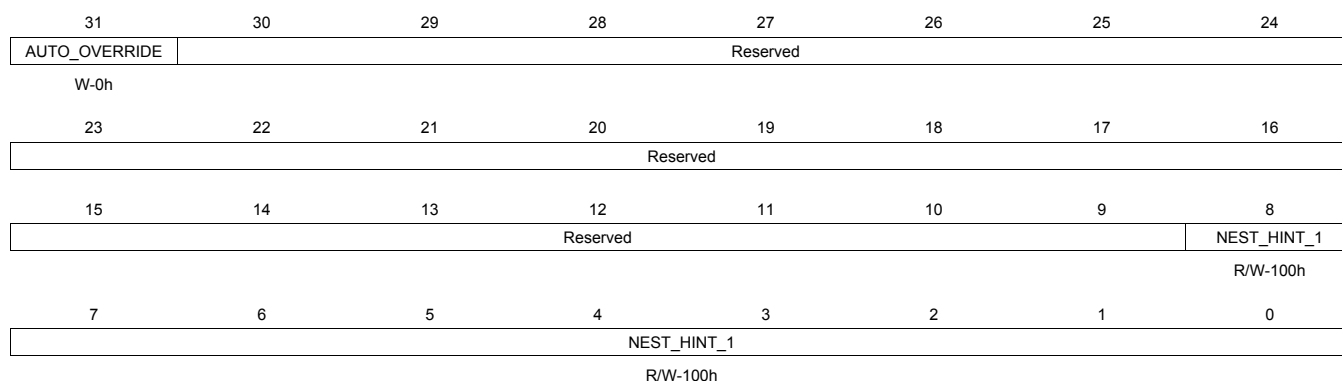 31 30 29 28 27 26 25 24
AUTO_OVERRIDE Reserved
W-0h
23 22 21 20 19 18 17 16
Reserved
15 14 13 12 11 10 9 8
Reserved NEST_HINT_1
R/W-100h
7 6 5 4 3 2 1 0
NEST_HINT_1
R/W-100h